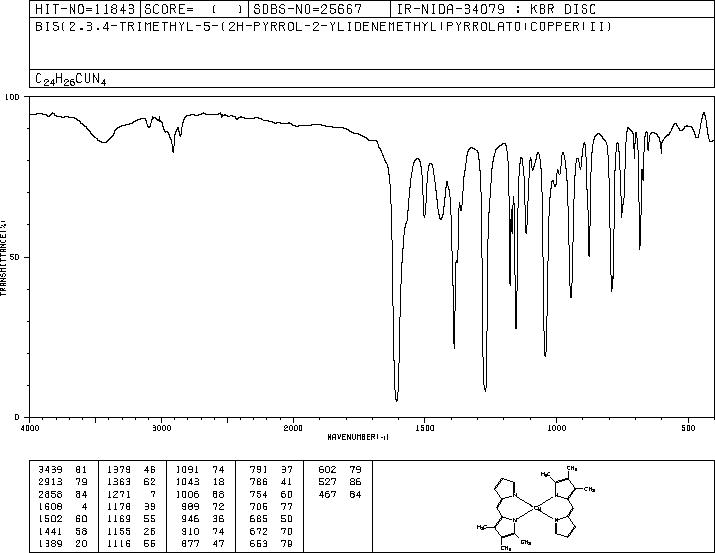 HIT-NO=11843 SCORE= ( ) SDBS-NO=25667 IR-NIDA-34079 : KBR DISC
BIS(2,3,4-TRIMETHYL-5-(2H-PYRROL-2-YLIDENEMETHYL)PYRROLATO)COPPER(II)
C24H26CUN4
100
50
0
TRANSMITTANCE(%)
4000 3000 2000 1500 1000 500
WAVENUMBER(-1)
3439 81 1379 46 1091 74 791 37 602 79
2913 79 1363 62 1043 18 786 41 527 86
2858 84 1271 7 1006 68 754 60 467 84
1608 4 1178 39 989 72 706 77
1502 60 1169 55 946 36 685 50
1441 58 1155 26 910 74 672 70
1389 20 1116 55 877 47 653 79
CH3
H3C CH3
N N
Cu
N N
H3C CH3
CH3